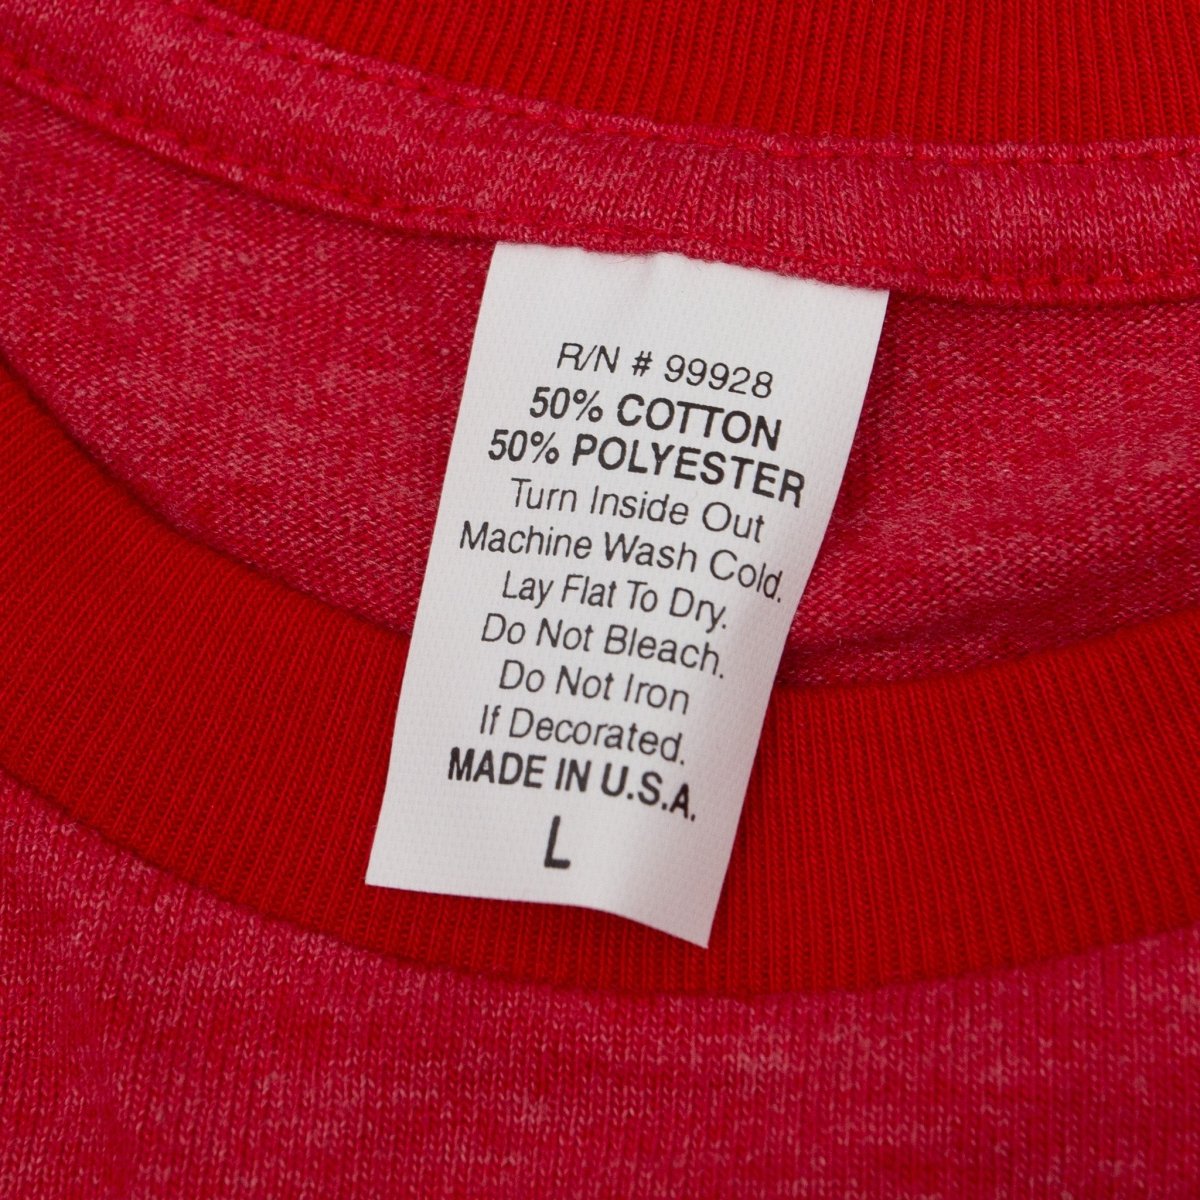 R/N # 99928
50% COTTON
50% POLYESTER
Turn Inside Out
Machine Wash Cold.
Lay Flat To Dry.
Do Not Bleach.
Do Not Iron
If Decorated.
MADE IN U.S.A.
L